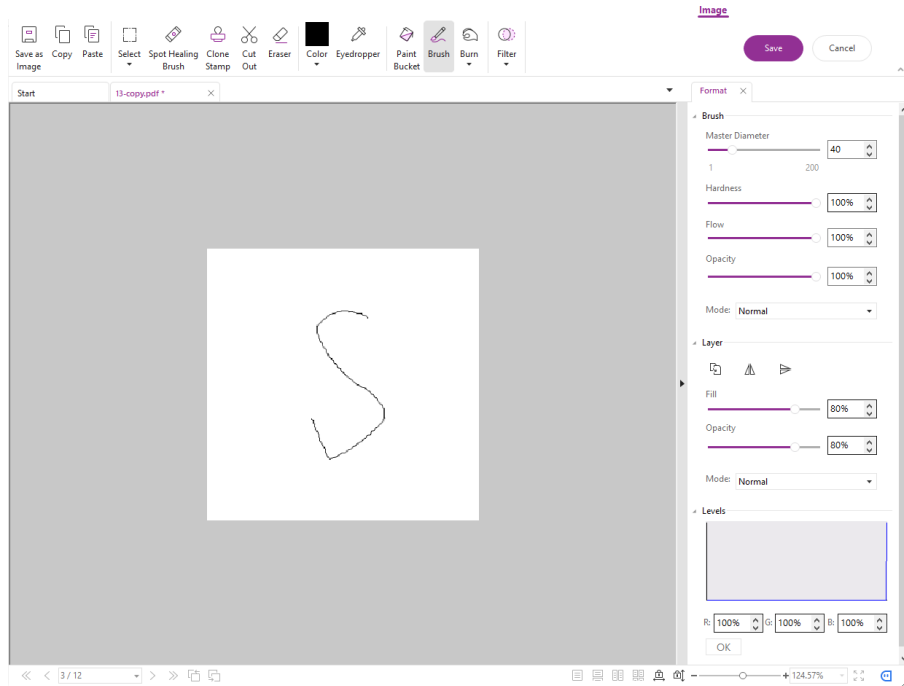 Image
Save as Image
Copy
Paste
Select
Spot Healing Brush
Clone Stamp
Cut Out
Eraser
Color
Eyedropper
Paint Bucket
Brush
Burn
Filter
Save
Cancel
Start
13-copy.pdf *
Format
Brush
Master Diameter
40
1 200
Hardness
100%
Flow
100%
Opacity
100%
Mode: Normal
Layer
Fill
80%
Opacity
80%
Mode: Normal
Levels
R: 100% G: 100% B: 100%
OK
S
3 / 12
124.57%